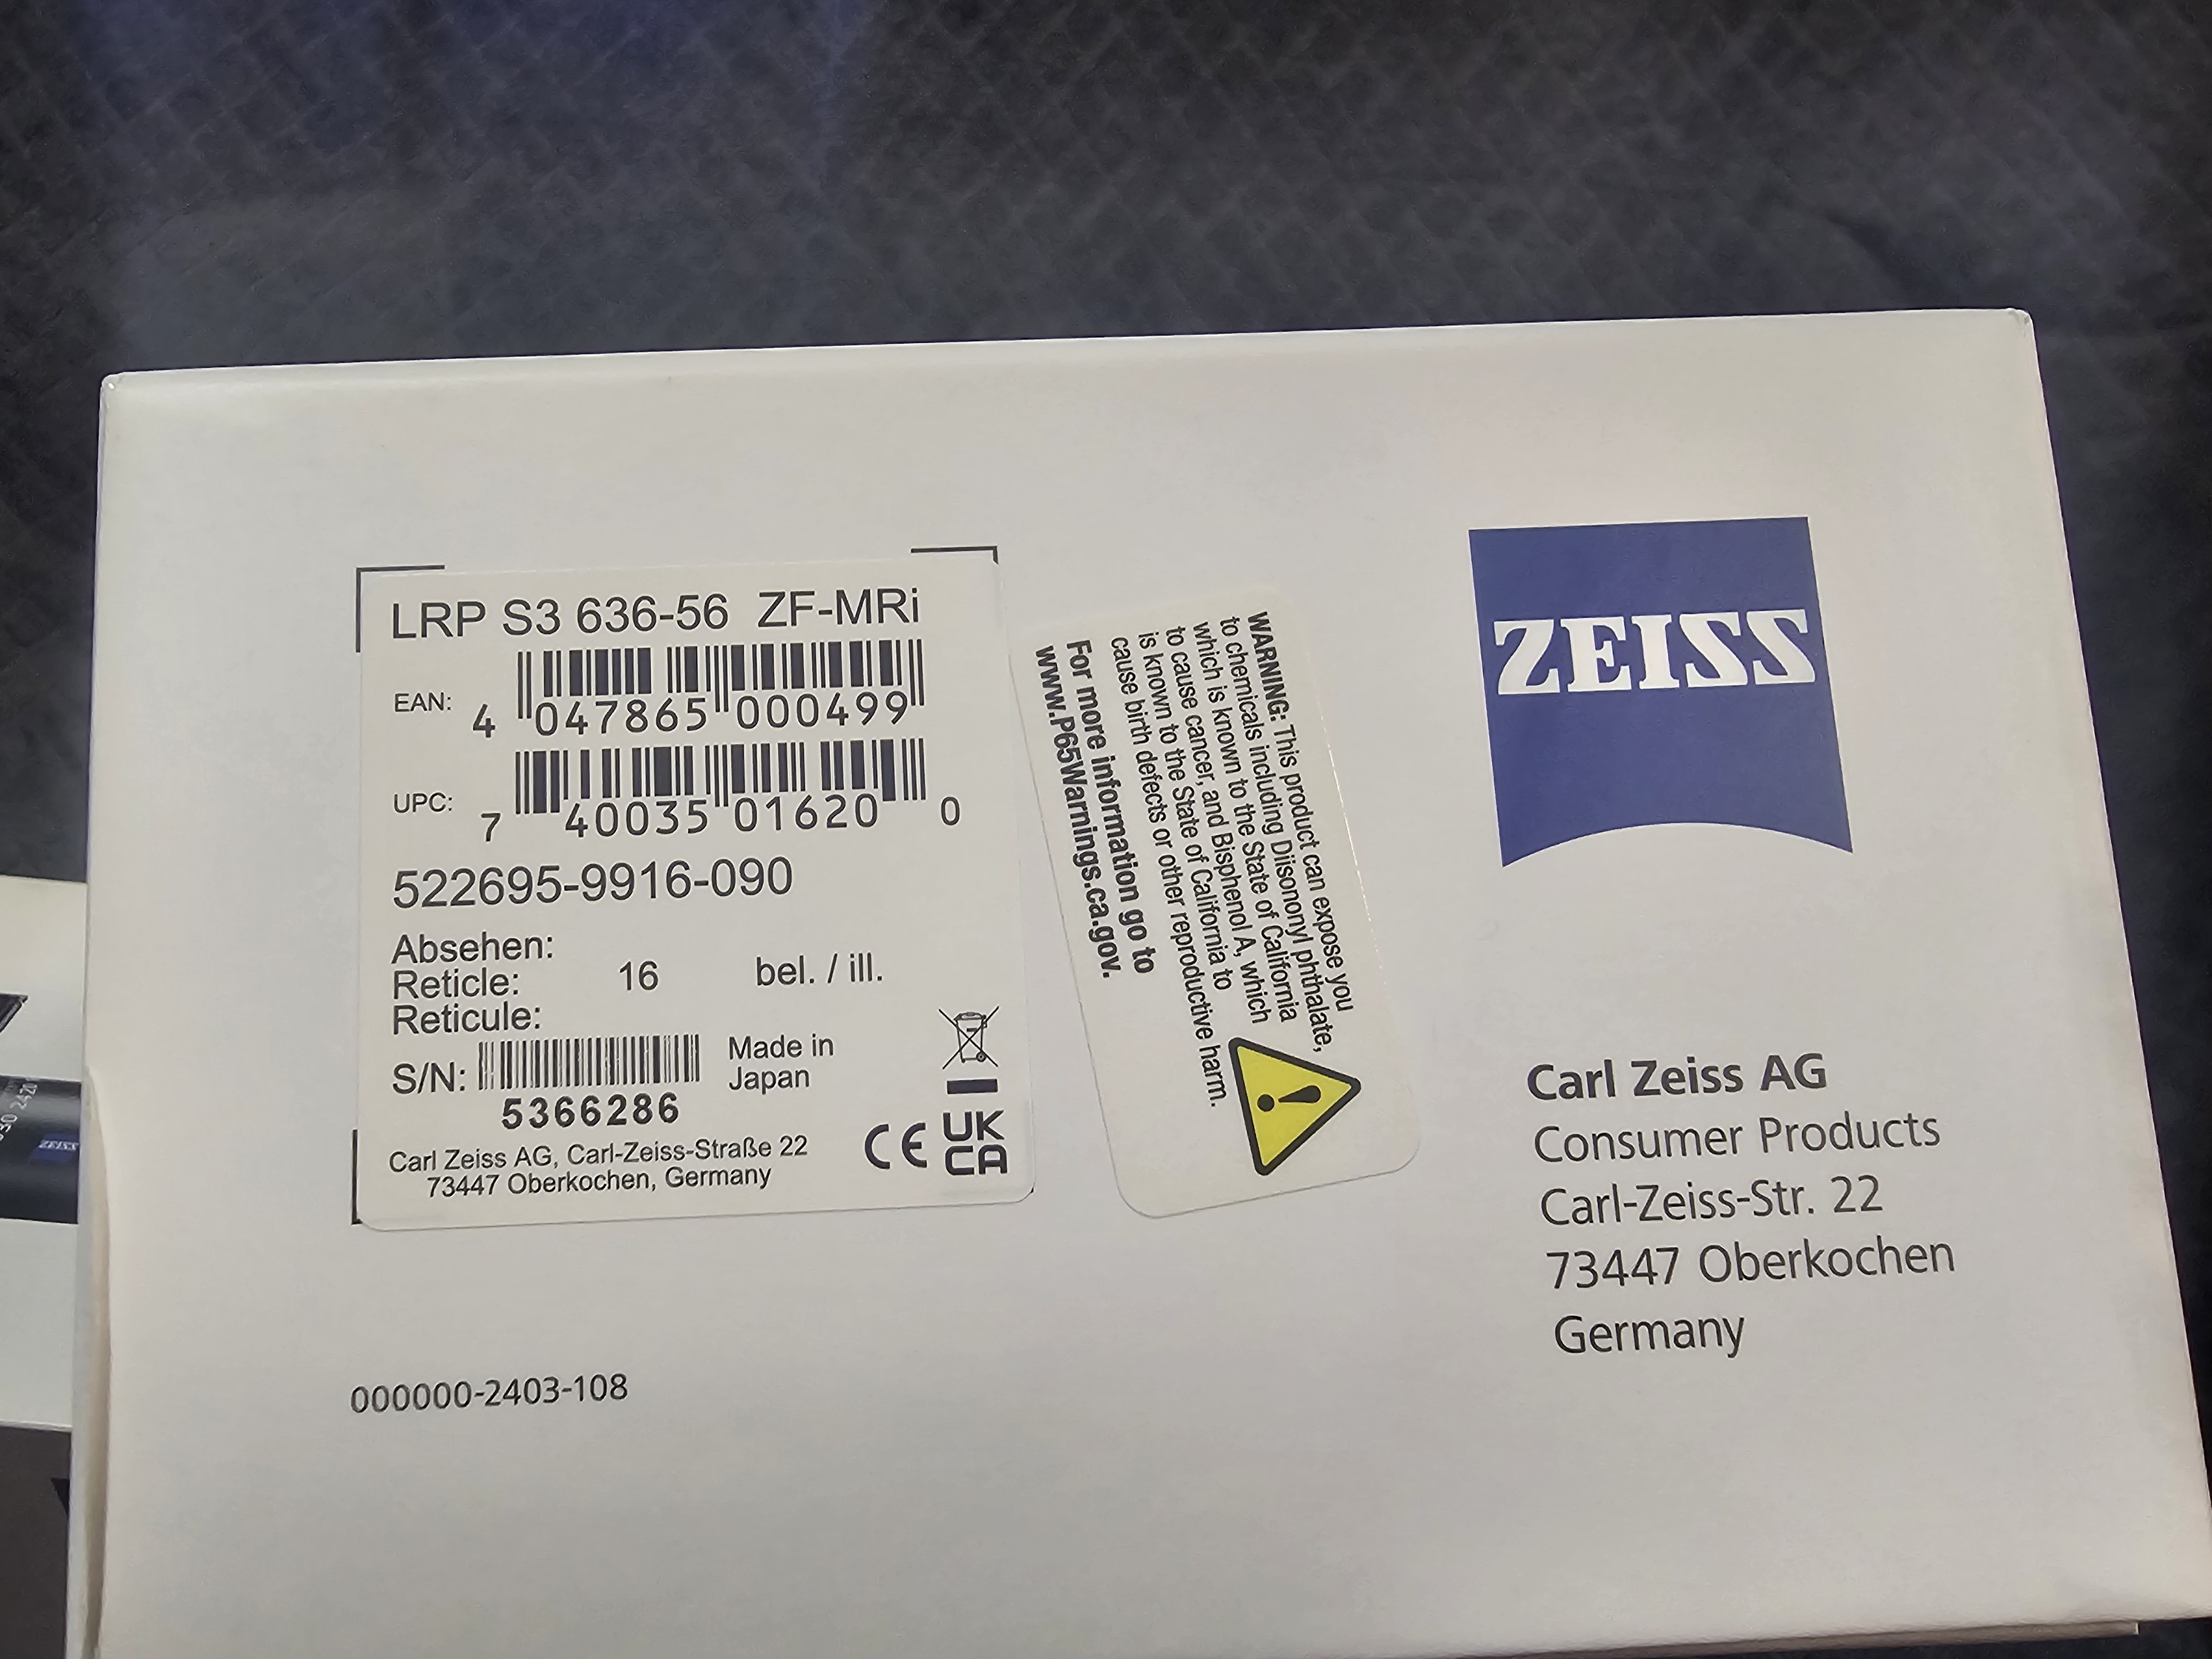 LRP S3 636-56 ZF-MRi
EAN: 4 047865 000499
UPC: 7 40035 01620 0
522695-9916-090
Absehen:
Reticle: 16 bel. / ill.
Reticule:
S/N:
5366286
Made in
Japan
Carl Zeiss AG, Carl-Zeiss-Straße 22
73447 Oberkochen, Germany
CE
UK
CA
WARNING: This product can expose you
to chemicals including Diisononyl phthalate,
which is known to the State of California
to cause cancer, and Bisphenol A, which
is known to the State of California to
cause birth defects or other reproductive harm.
For more information go to
www.P65Warnings.ca.gov.
ZEISS
Carl Zeiss AG
Consumer Products
Carl-Zeiss-Str. 22
73447 Oberkochen
Germany
000000-2403-108
ZEISS